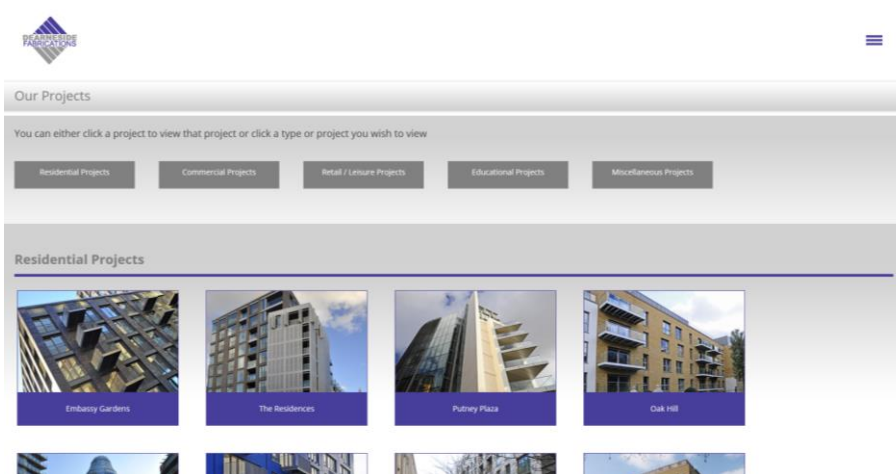 DEARNESIDE
FABRICATIONS
Our Projects
You can either click a project to view that project or click a type or project you wish to view
Residential Projects
Commercial Projects
Retail / Leisure Projects
Educational Projects
Miscellaneous Projects
Residential Projects
Embassy Gardens
The Residences
Putney Plaza
Oak Hill